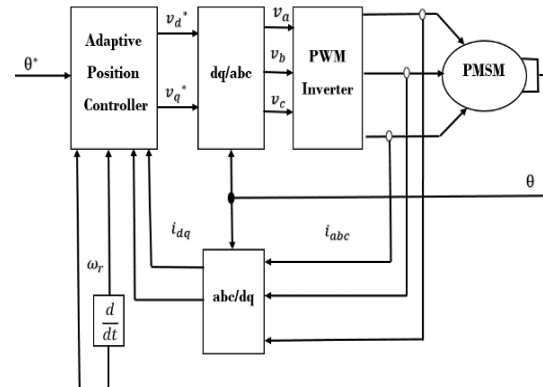 θ*
Adaptive
Position
Controller
v_d*
v_q*
dq/abc
v_a
v_b
v_c
PWM
Inverter
PMSM
θ
i_dq
i_abc
ω_r
abc/dq
d
dt